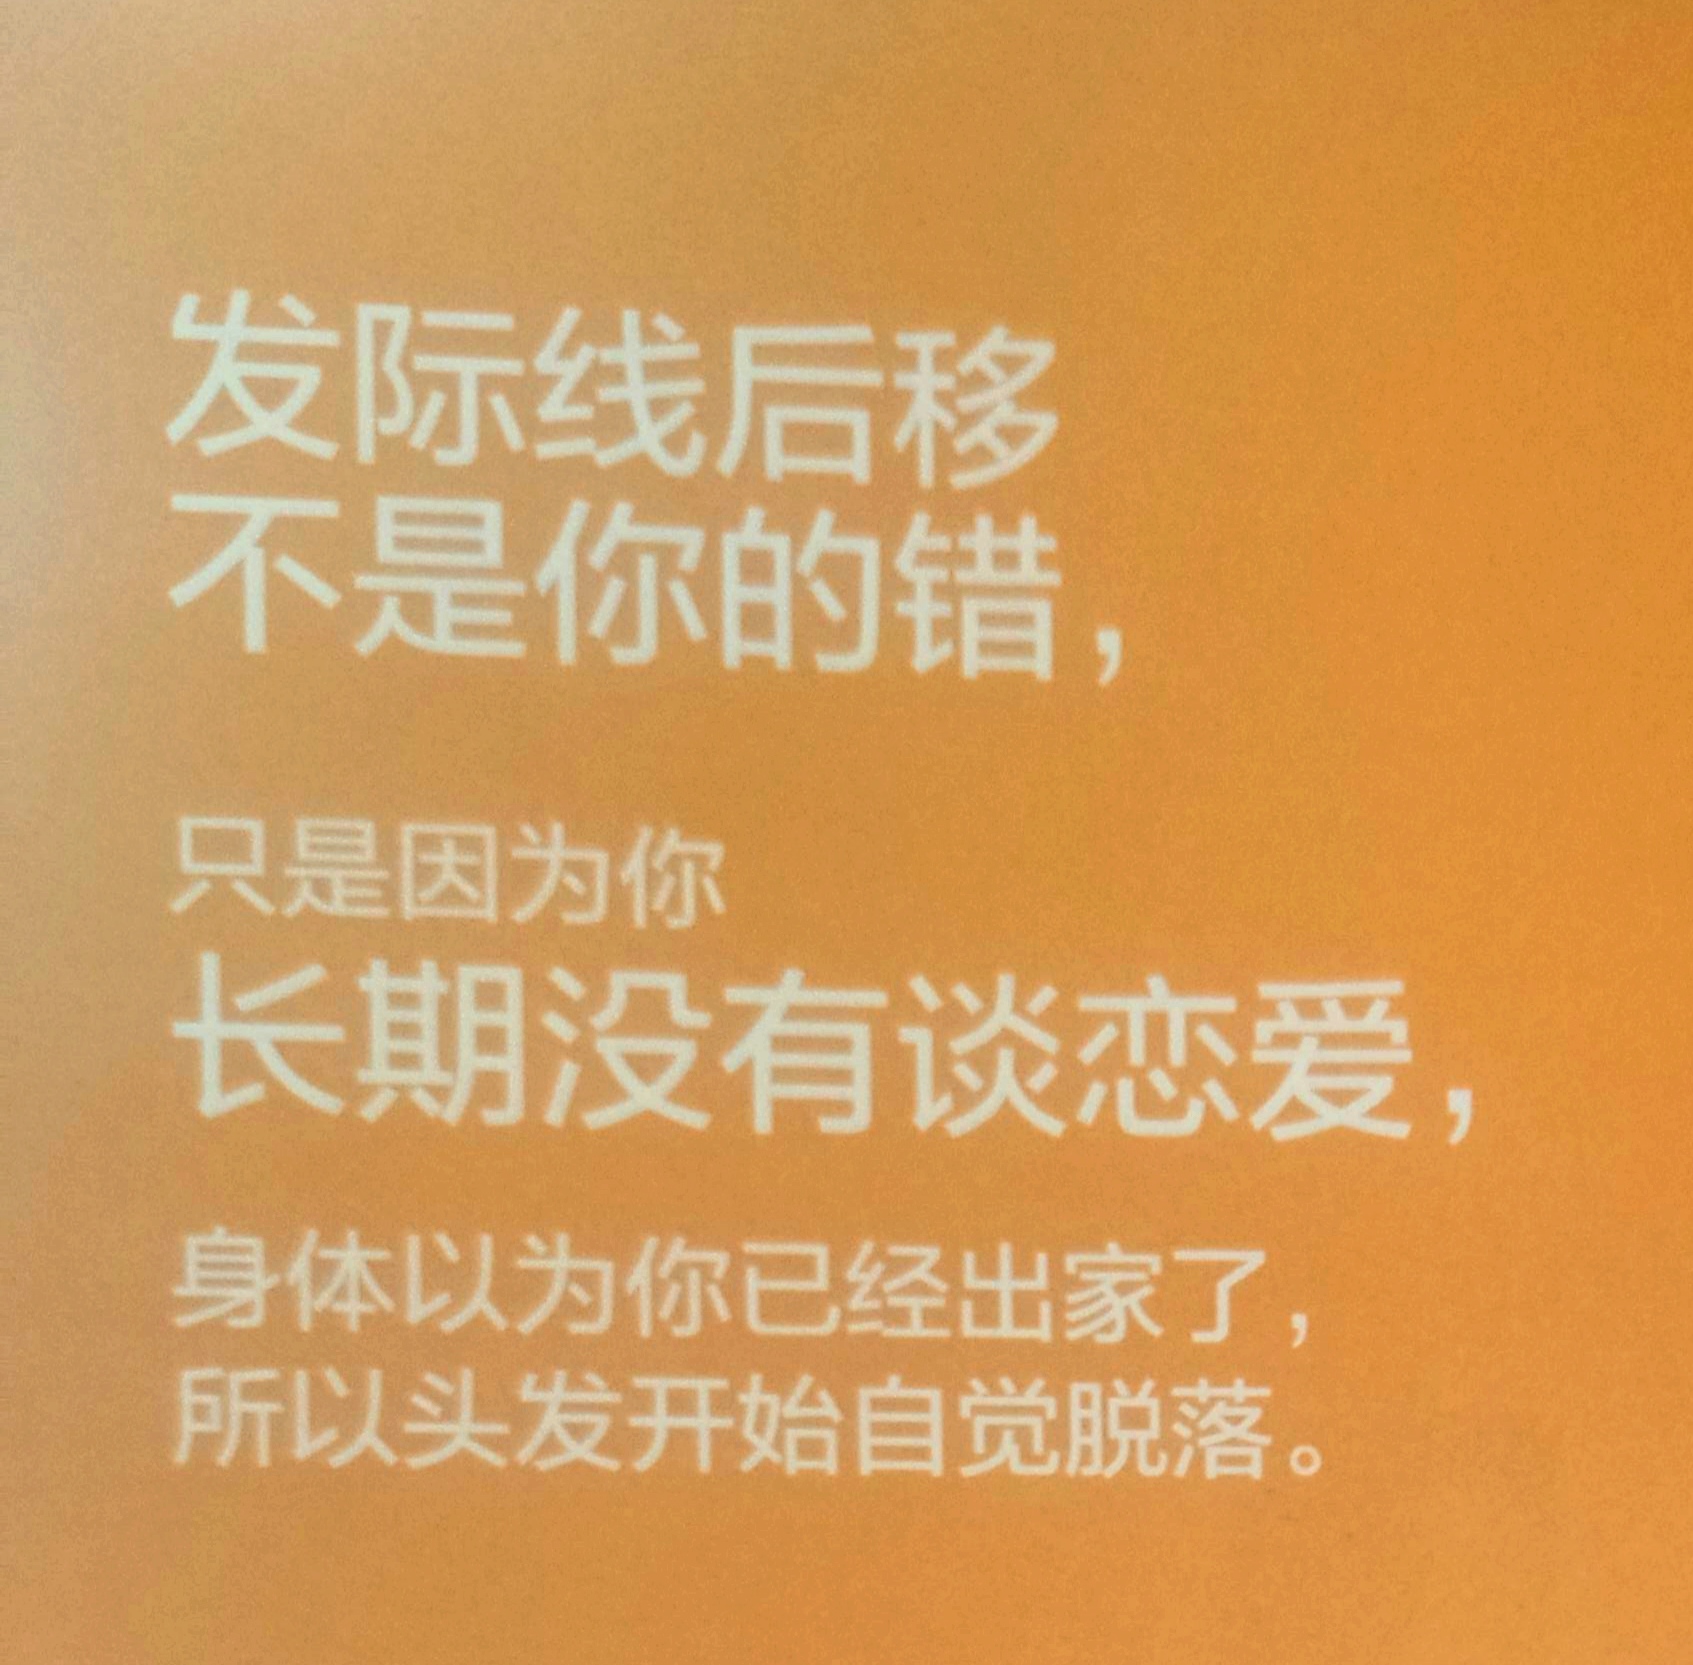 发际线后移
不是你的错，
只是因为你
长期没有谈恋爱，
身体以为你已经出家了，
所以头发开始自觉脱落。